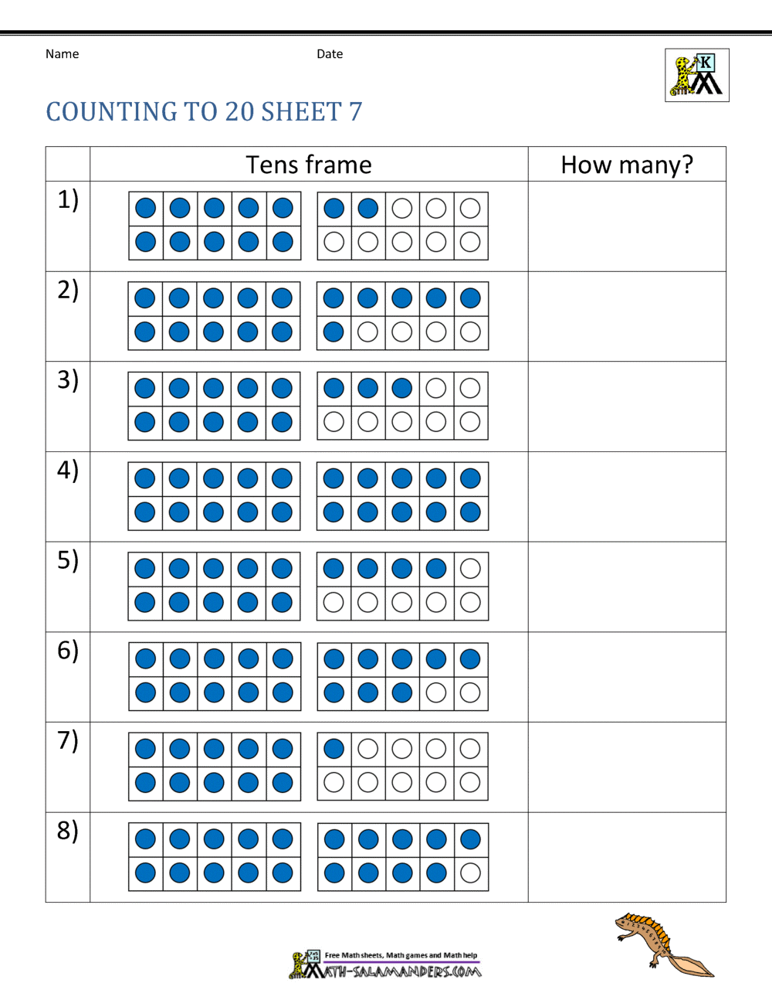 Name Date
K
COUNTING TO 20 SHEET 7
Tens frame How many?
1)
2)
3)
4)
5)
6)
7)
8)
Free Math sheets, Math games and Math help
MATH-SALAMANDERS.COM